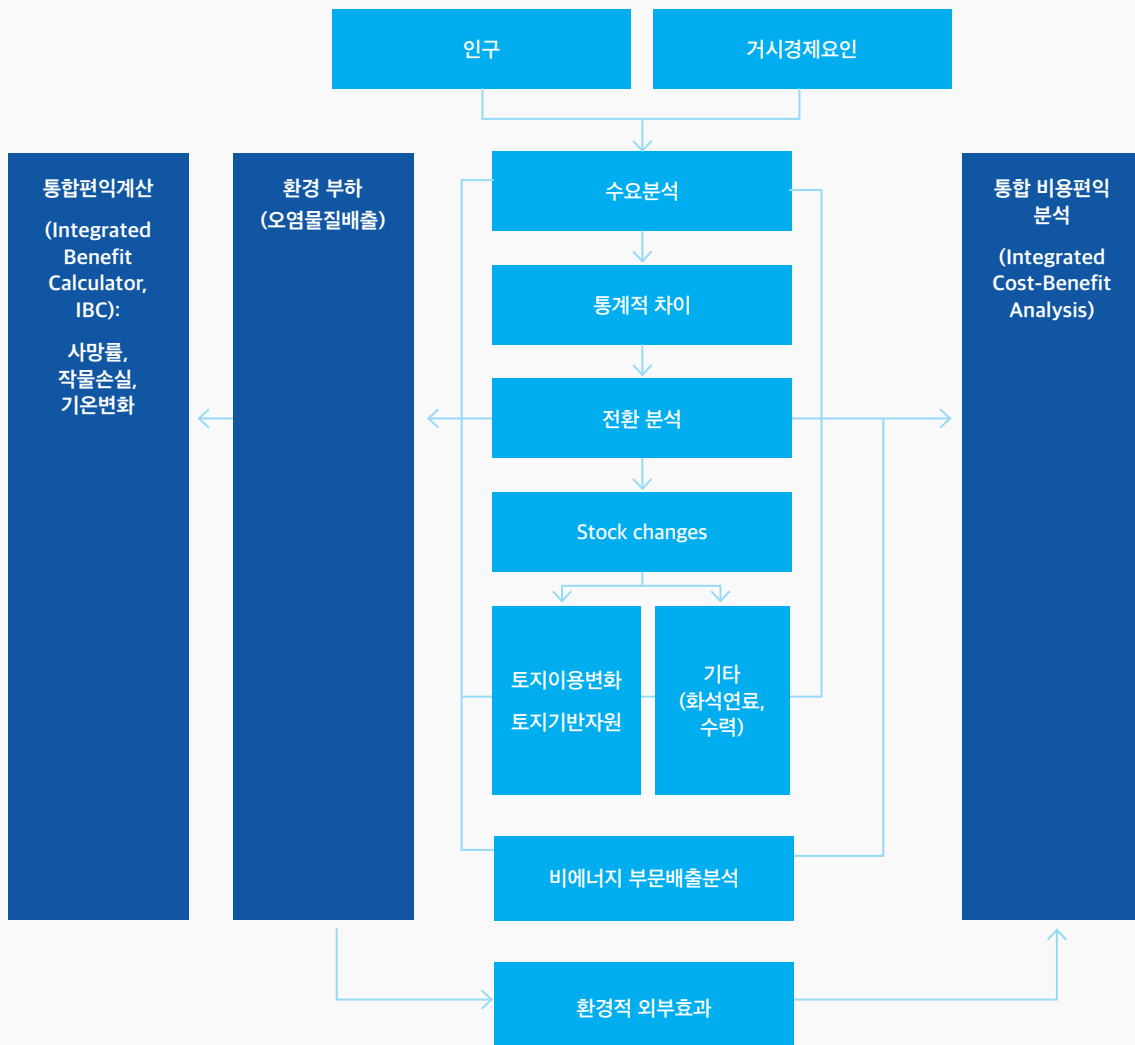 인구
거시경제요인
통합편익계산
(Integrated
Benefit
Calculator,
IBC):
사망률,
작물손실,
기온변화
환경 부하
(오염물질배출)
수요분석
통계적 차이
전환 분석
Stock changes
토지이용변화
토지기반자원
기타
(화석연료,
수력)
비에너지 부문배출분석
환경적 외부효과
통합 비용편익
분석
(Integrated
Cost-Benefit
Analysis)